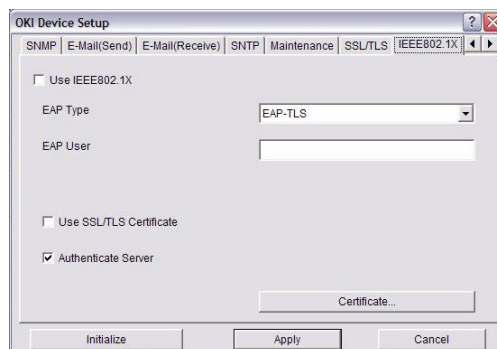 OKI Device Setup
SNMP E-Mail(Send) E-Mail(Receive) SNTP Maintenance SSL/TLS IEEE802.1X
Use IEEE802.1X
EAP Type EAP-TLS
EAP User
Use SSL/TLS Certificate
Authenticate Server
Certificate...
Initialize Apply Cancel